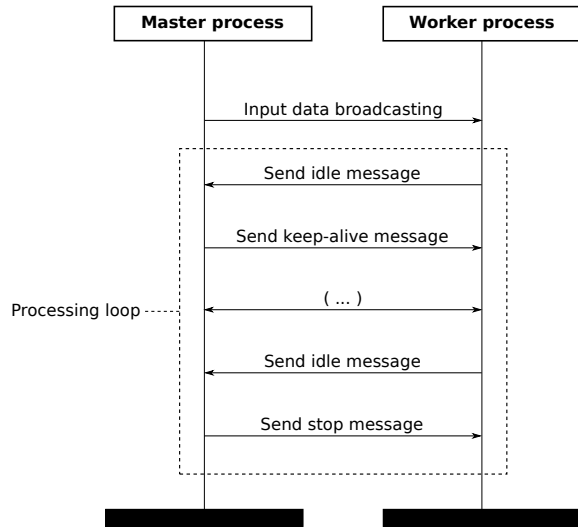 Master process
Worker process
Input data broadcasting
Send idle message
Send keep-alive message
Processing loop
( ... )
Send idle message
Send stop message